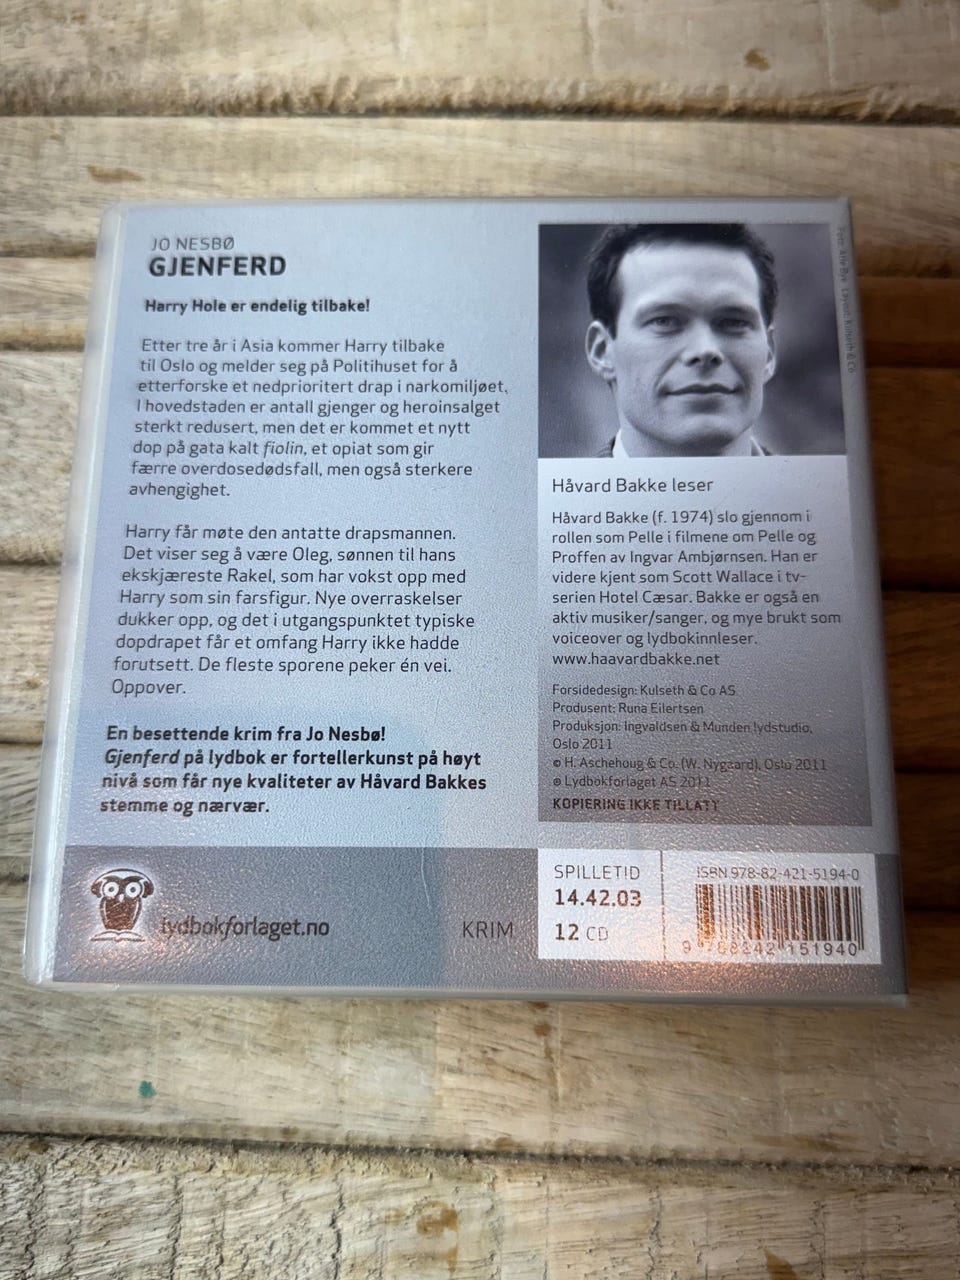 JO NESBØ
GJENFERD
Harry Hole er endelig tilbake!
Etter tre år i Asia kommer Harry tilbake
til Oslo og melder seg på Politihuset for å
etterforske et nedprioritert drap i narkomiljøet.
I hovedstaden er antall gjenger og heroinsalget
sterkt redusert, men det er kommet et nytt
dop på gata kalt fiolin, et opiat som gir
færre overdosedødsfall, men også sterkere
avhengighet.
Harry får møte den antatte drapsmannen.
Det viser seg å være Oleg, sønnen til hans
ekskjæreste Rakel, som har vokst opp med
Harry som sin farsfigur. Nye overraskelser
dukker opp, og det i utgangspunktet typiske
dopdrapet får et omfang Harry ikke hadde
forutsett. De fleste sporene peker én vei.
Oppover.
En besettende krim fra Jo Nesbø!
Gjenferd på lydbok er fortellerkunst på høyt
nivå som får nye kvaliteter av Håvard Bakkes
stemme og nærvær.
lydbokforlaget.no
KRIM
Layout: Kulseth & Co
Håvard Bakke leser
Håvard Bakke (f. 1974) slo gjennom i
rollen som Pelle i filmene om Pelle og
Proffen av Ingvar Ambjørnsen. Han er
videre kjent som Scott Wallace i tv-
serien Hotel Cæsar. Bakke er også en
aktiv musiker/sanger, og mye brukt som
voiceover og lydbokinnleser.
www.haavardbakke.net
Forsidedesign: Kulseth & Co AS
Produsent: Runa Eilertsen
Produksjon: Ingvaldsen & Munden lydstudio,
Oslo 2011
© H. Aschehoug & Co. (W. Nygaard), Oslo 2011
℗ Lydbokforlaget AS 2011
KOPIERING IKKE TILLATT
SPILLETID
14.42.03
12 CD
ISBN 978-82-421-5194-0
9 788242 151940